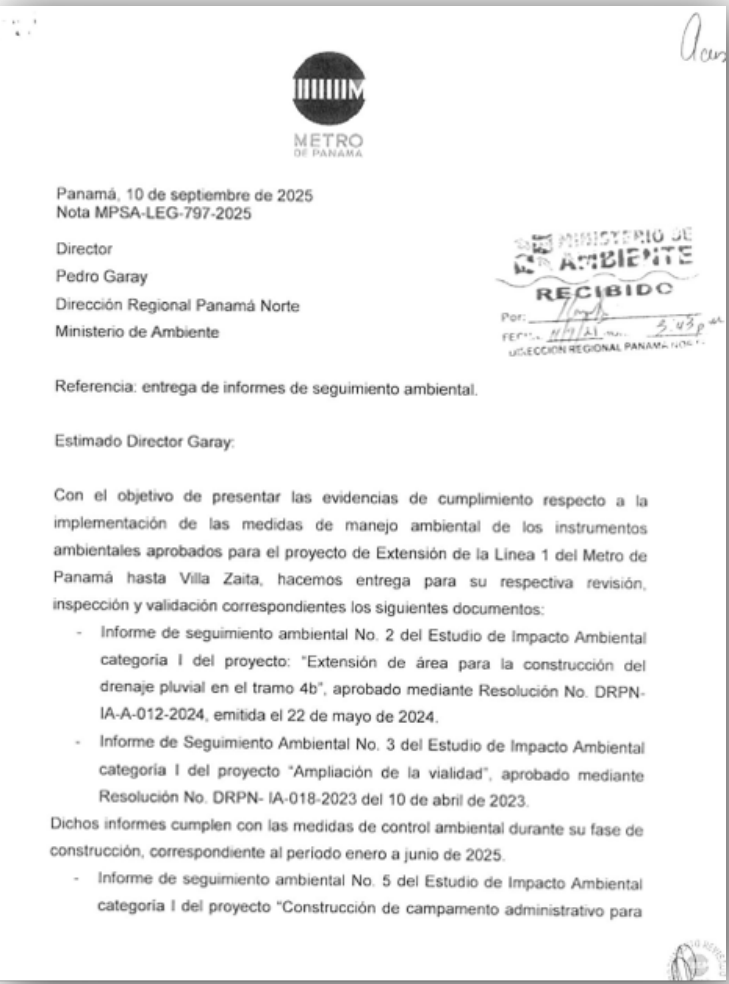 METRO
DE PANAMA
Panamá, 10 de septiembre de 2025
Nota MPSA-LEG-797-2025
MINISTERIO DE
AMBIENTE
RECIBIDO
Por:
3:43 p
DIRECCION REGIONAL PANAMA NORTE
Director
Pedro Garay
Dirección Regional Panamá Norte
Ministerio de Ambiente
Referencia: entrega de informes de seguimiento ambiental.
Estimado Director Garay:
Con el objetivo de presentar las evidencias de cumplimiento respecto a la
implementación de las medidas de manejo ambiental de los instrumentos
ambientales aprobados para el proyecto de Extensión de la Línea 1 del Metro de
Panamá hasta Villa Zaita, hacemos entrega para su respectiva revisión,
inspección y validación correspondientes los siguientes documentos:
- Informe de seguimiento ambiental No. 2 del Estudio de Impacto Ambiental
categoría I del proyecto: “Extensión de área para la construcción del
drenaje pluvial en el tramo 4b”, aprobado mediante Resolución No. DRPN-
IA-A-012-2024, emitida el 22 de mayo de 2024.
- Informe de Seguimiento Ambiental No. 3 del Estudio de Impacto Ambiental
categoría I del proyecto “Ampliación de la vialidad”, aprobado mediante
Resolución No. DRPN- IA-018-2023 del 10 de abril de 2023.
Dichos informes cumplen con las medidas de control ambiental durante su fase de
construcción, correspondiente al período enero a junio de 2025.
- Informe de seguimiento ambiental No. 5 del Estudio de Impacto Ambiental
categoría I del proyecto “Construcción de campamento administrativo para